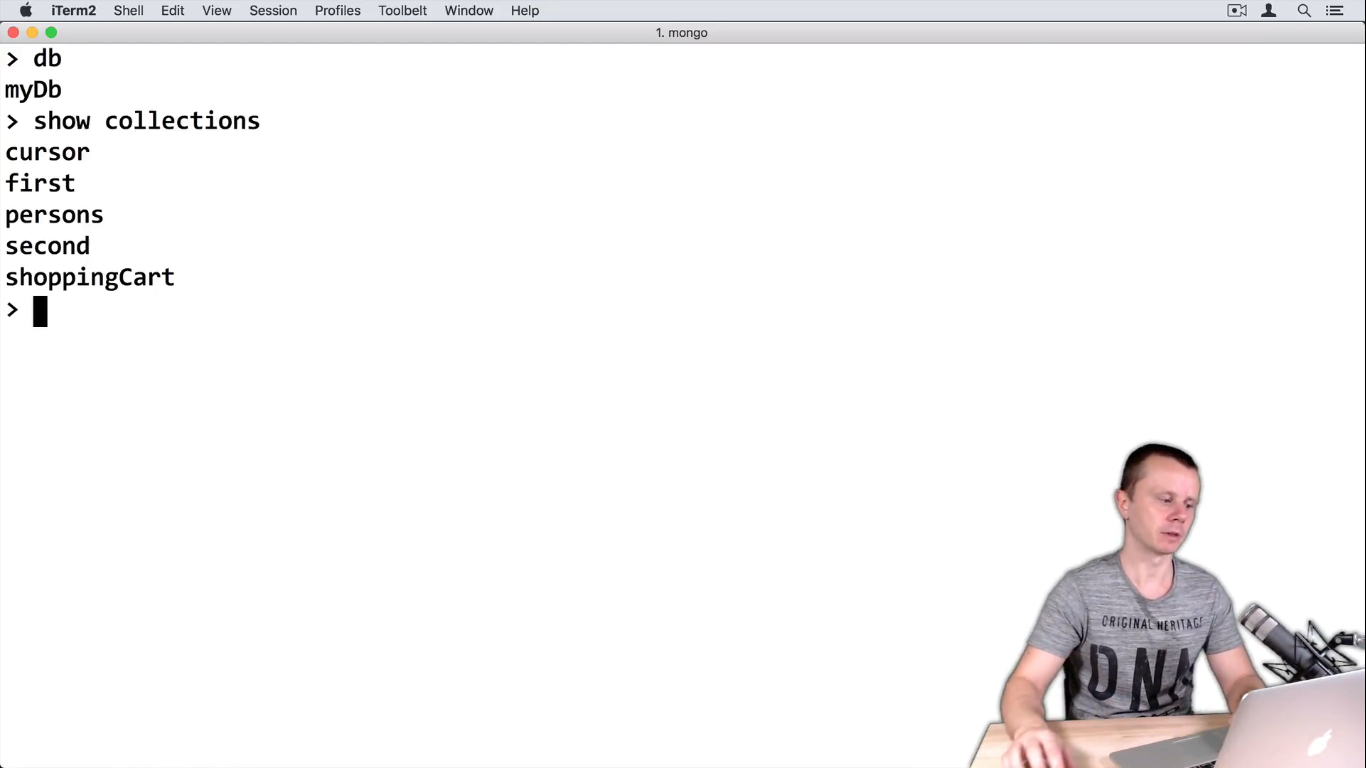 iTerm2 Shell Edit View Session Profiles Toolbelt Window Help
1. mongo
> db
myDb
> show collections
cursor
first
persons
second
shoppingCart
>
ORIGINAL HERITAGE
DNA